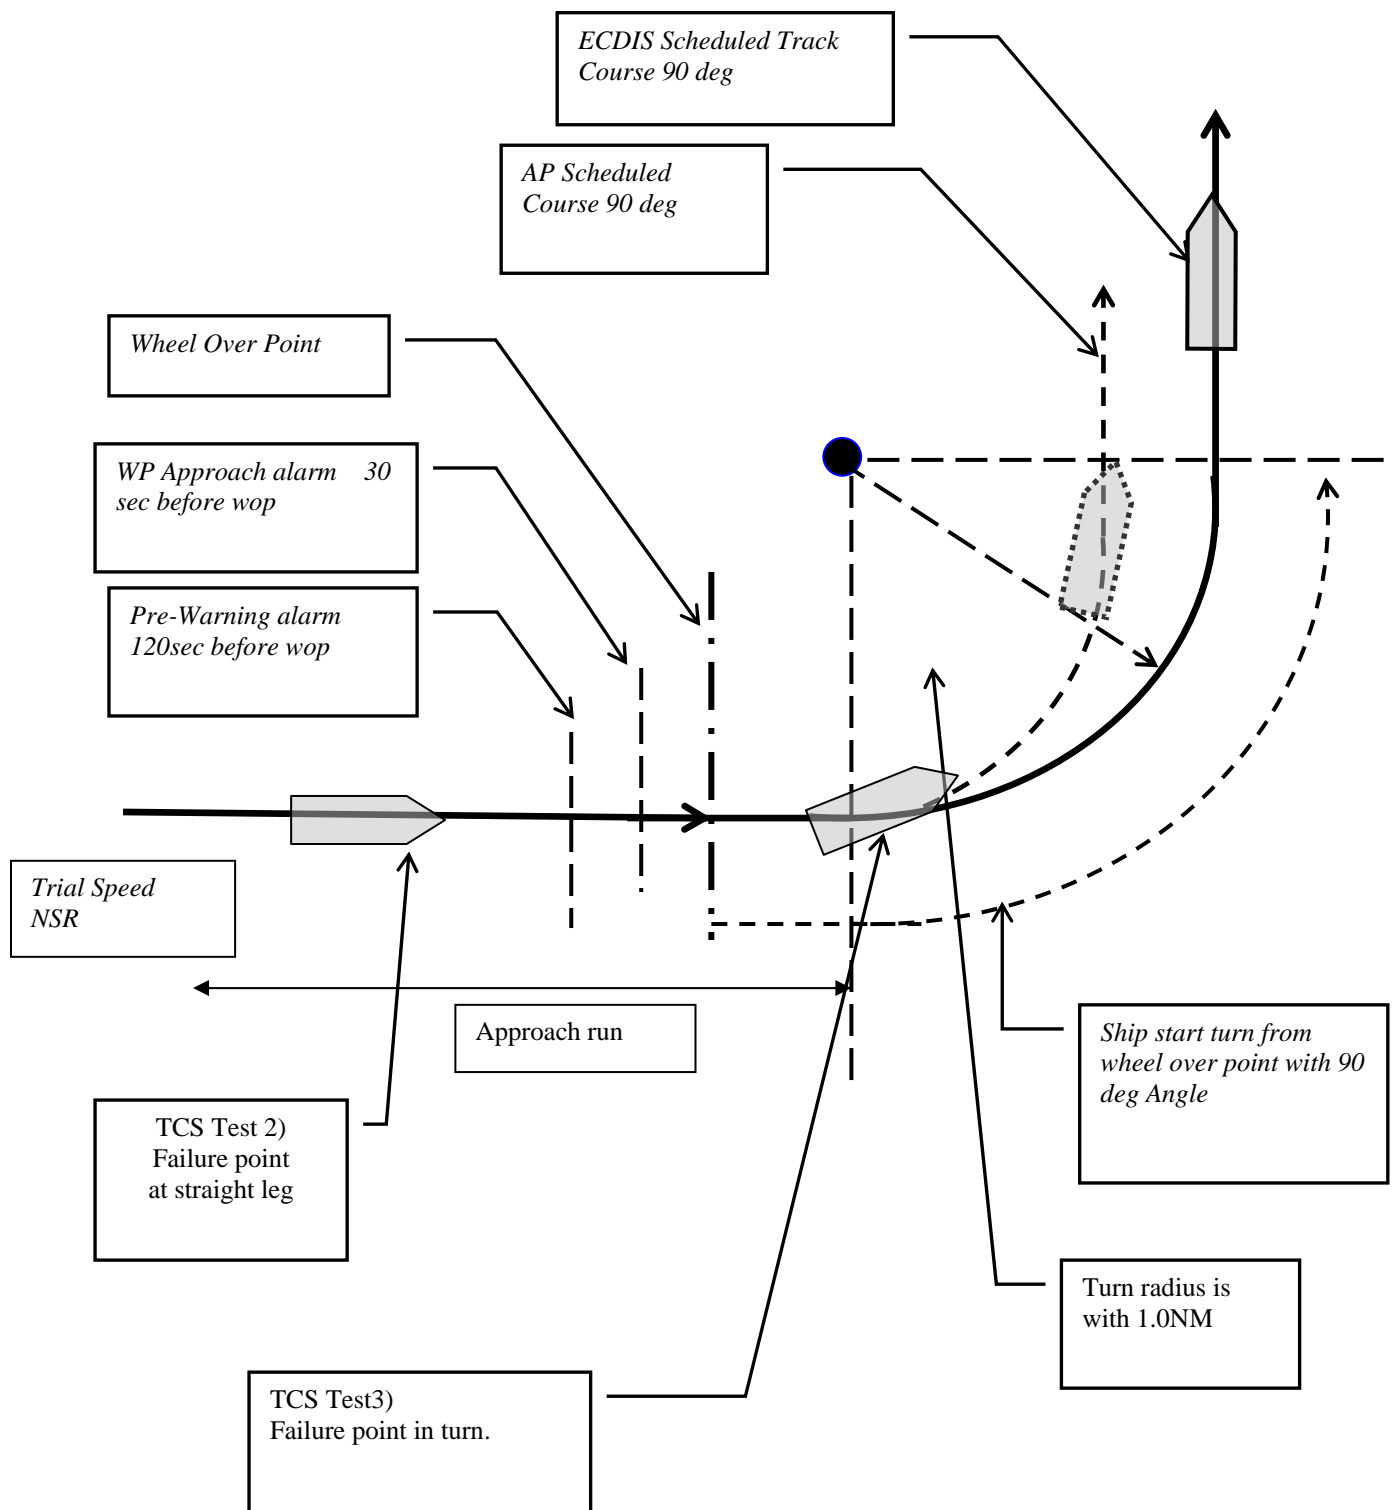 ECDIS Scheduled Track
Course 90 deg
AP Scheduled
Course 90 deg
Wheel Over Point
WP Approach alarm 30
sec before wop
Pre-Warning alarm
120sec before wop
Trial Speed
NSR
Approach run
Ship start turn from
wheel over point with 90
deg Angle
TCS Test 2)
Failure point
at straight leg
Turn radius is
with 1.0NM
TCS Test3)
Failure point in turn.